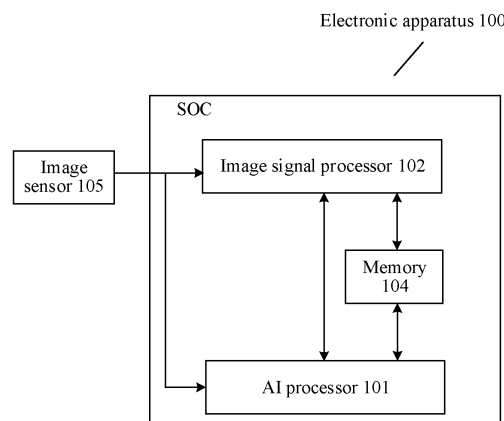 Electronic apparatus 100
SOC
Image
sensor 105
Image signal processor 102
Memory
104
AI processor 101